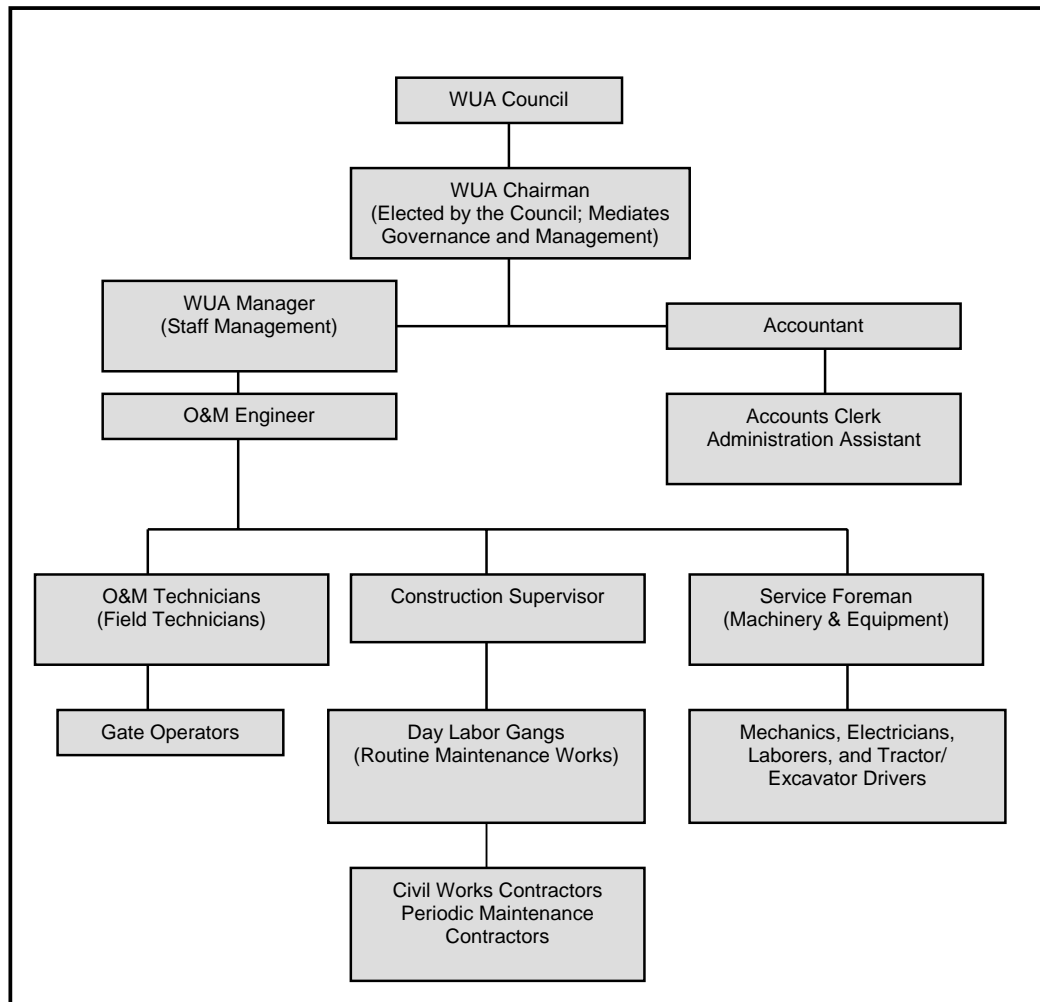 WUA Council
WUA Chairman
(Elected by the Council; Mediates
Governance and Management)
WUA Manager
(Staff Management)
Accountant
O&M Engineer
Accounts Clerk
Administration Assistant
O&M Technicians
(Field Technicians)
Construction Supervisor
Service Foreman
(Machinery & Equipment)
Gate Operators
Day Labor Gangs
(Routine Maintenance Works)
Mechanics, Electricians,
Laborers, and Tractor/
Excavator Drivers
Civil Works Contractors
Periodic Maintenance
Contractors